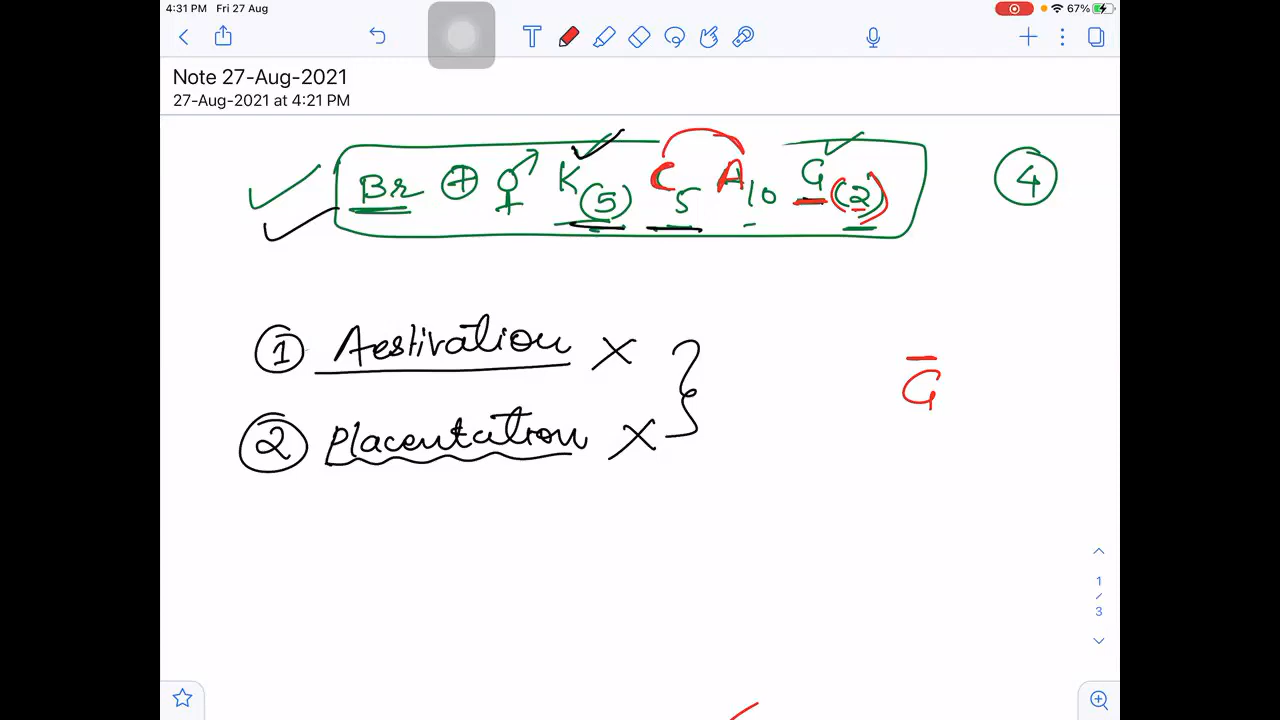 4:31 PM Fri 27 Aug
67%
T
Note 27-Aug-2021
27-Aug-2021 at 4:21 PM
Br ⊕ ⚥ K(5) C5 A10 G(2) 4
1 Aestivation X
G
2 placentation X
1
/
3